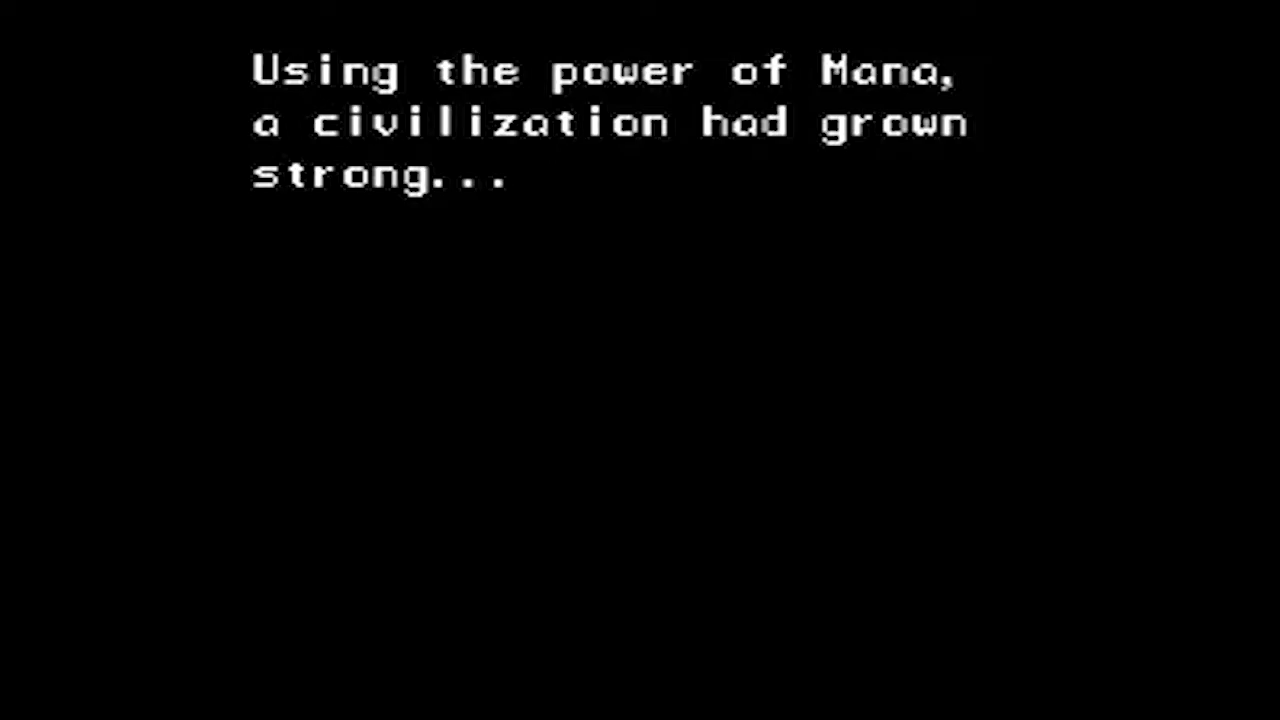 Using the power of Mana,
a civilization had grown
strong...